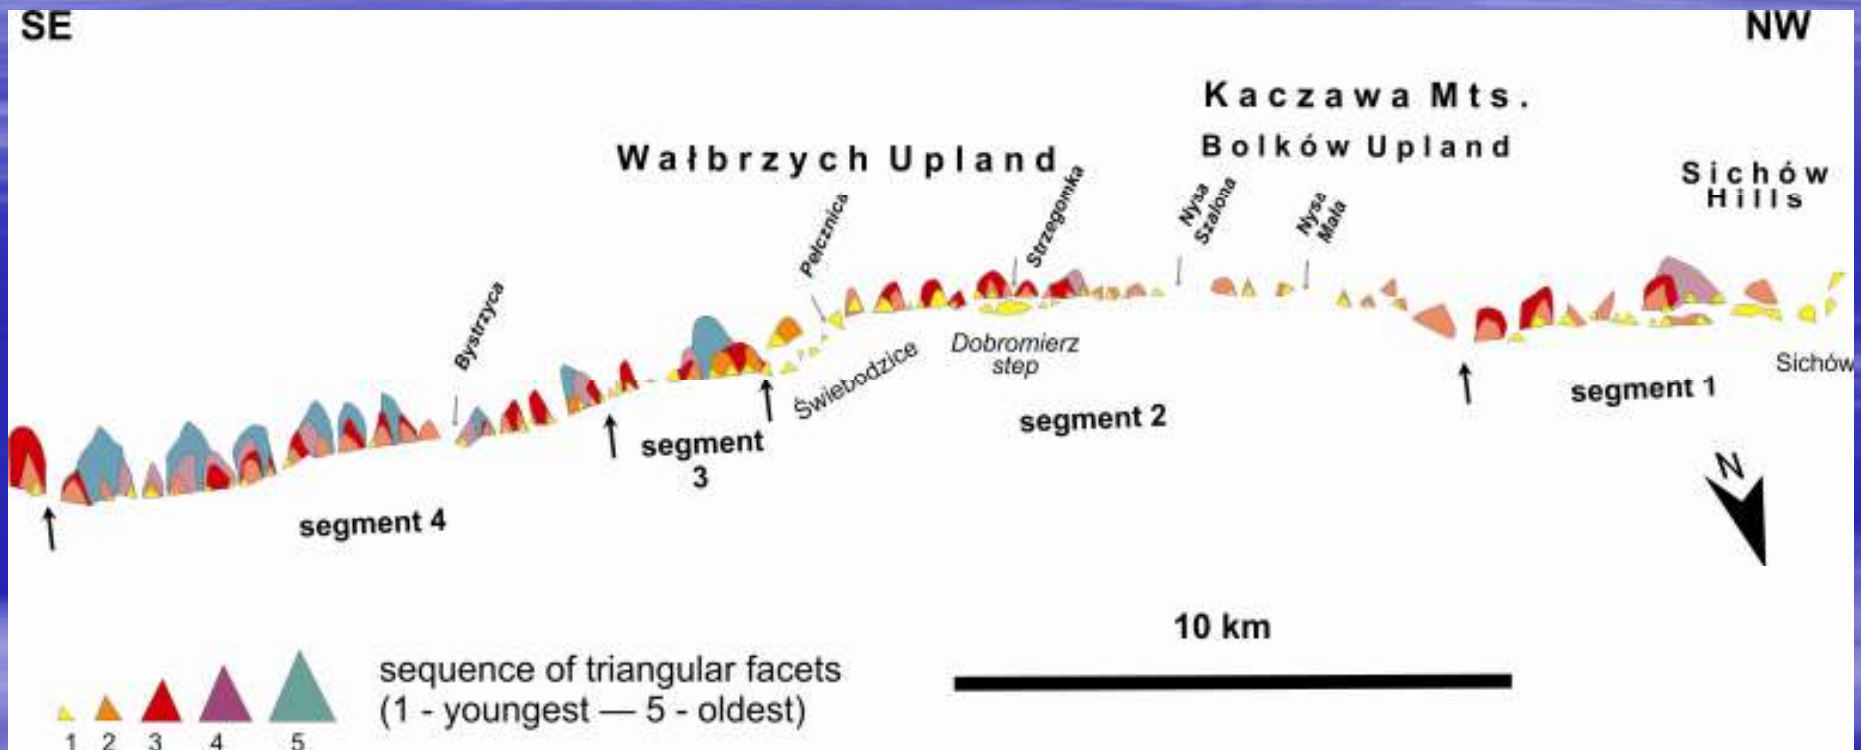 SE
NW
Kaczawa Mts.
Bolków Upland
Wałbrzych Upland
Sichów
Hills
Bystrzyca
Pełcznica
Strzegomka
Nysa
Szalona
Nysa
Mała
Świebodzice
Dobromierz
step
Sichów
segment 1
segment 2
segment
3
segment 4
N
10 km
sequence of triangular facets
(1 - youngest — 5 - oldest)
1 2 3 4 5